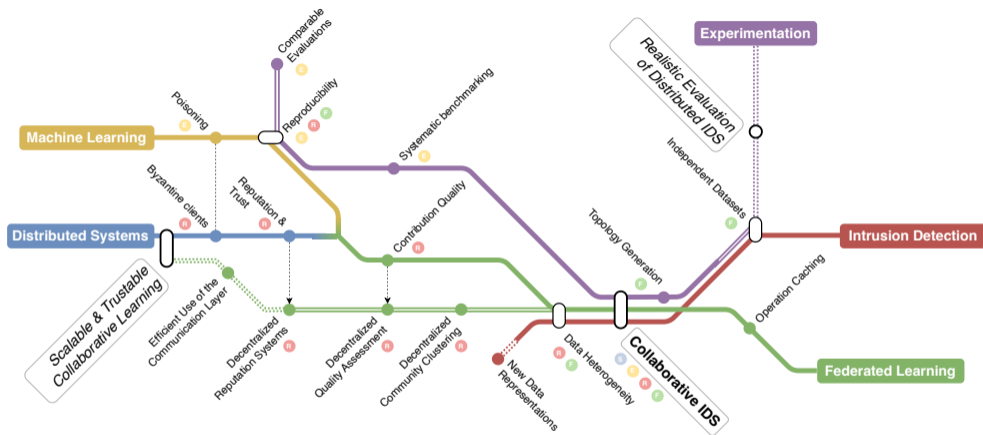 Comparable
Evaluations
E
Experimentation
Realistic Evaluation
of Distributed IDS
Poisoning
E
Reproducibility
E
R
F
Systematic benchmarking
E
Machine Learning
Byzantine clients
R
Reputation &
Trust
R
Contribution Quality
R
Topology Generation
F
Independent Datasets
F
Distributed Systems
Intrusion Detection
Scalable & Trustable
Collaborative Learning
Efficient Use of the
Communication Layer
Decentralized
Reputation Systems
R
Decentralized
Quality Assessment
R
Decentralized
Community Clustering
R
New Data
Representations
Data Heterogeneity
R
F
Collaborative IDS
S
E
R
F
Operation Caching
Federated Learning